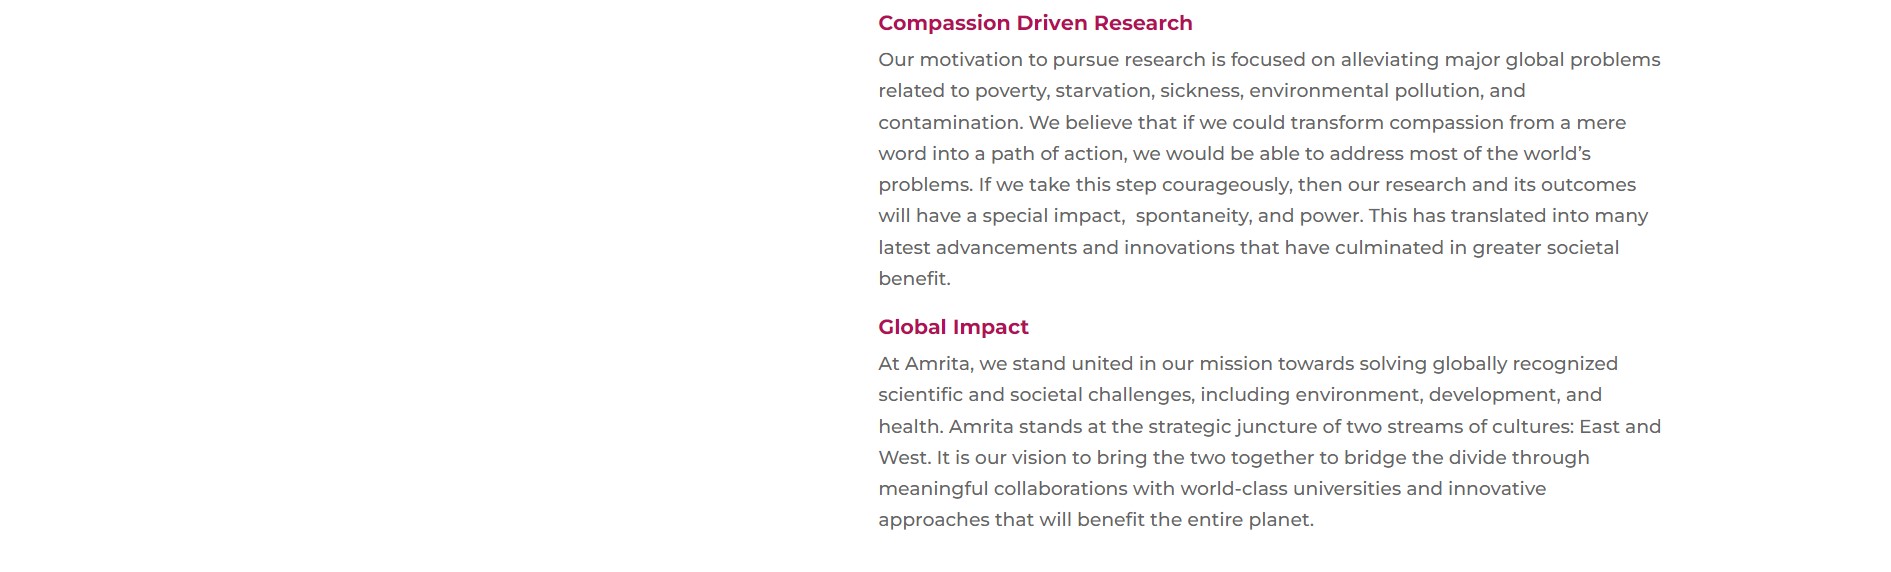 Compassion Driven Research
Our motivation to pursue research is focused on alleviating major global problems
related to poverty, starvation, sickness, environmental pollution, and
contamination. We believe that if we could transform compassion from a mere
word into a path of action, we would be able to address most of the world’s
problems. If we take this step courageously, then our research and its outcomes
will have a special impact,  spontaneity, and power. This has translated into many
latest advancements and innovations that have culminated in greater societal
benefit.
Global Impact
At Amrita, we stand united in our mission towards solving globally recognized
scientific and societal challenges, including environment, development, and
health. Amrita stands at the strategic juncture of two streams of cultures: East and
West. It is our vision to bring the two together to bridge the divide through
meaningful collaborations with world-class universities and innovative
approaches that will benefit the entire planet.